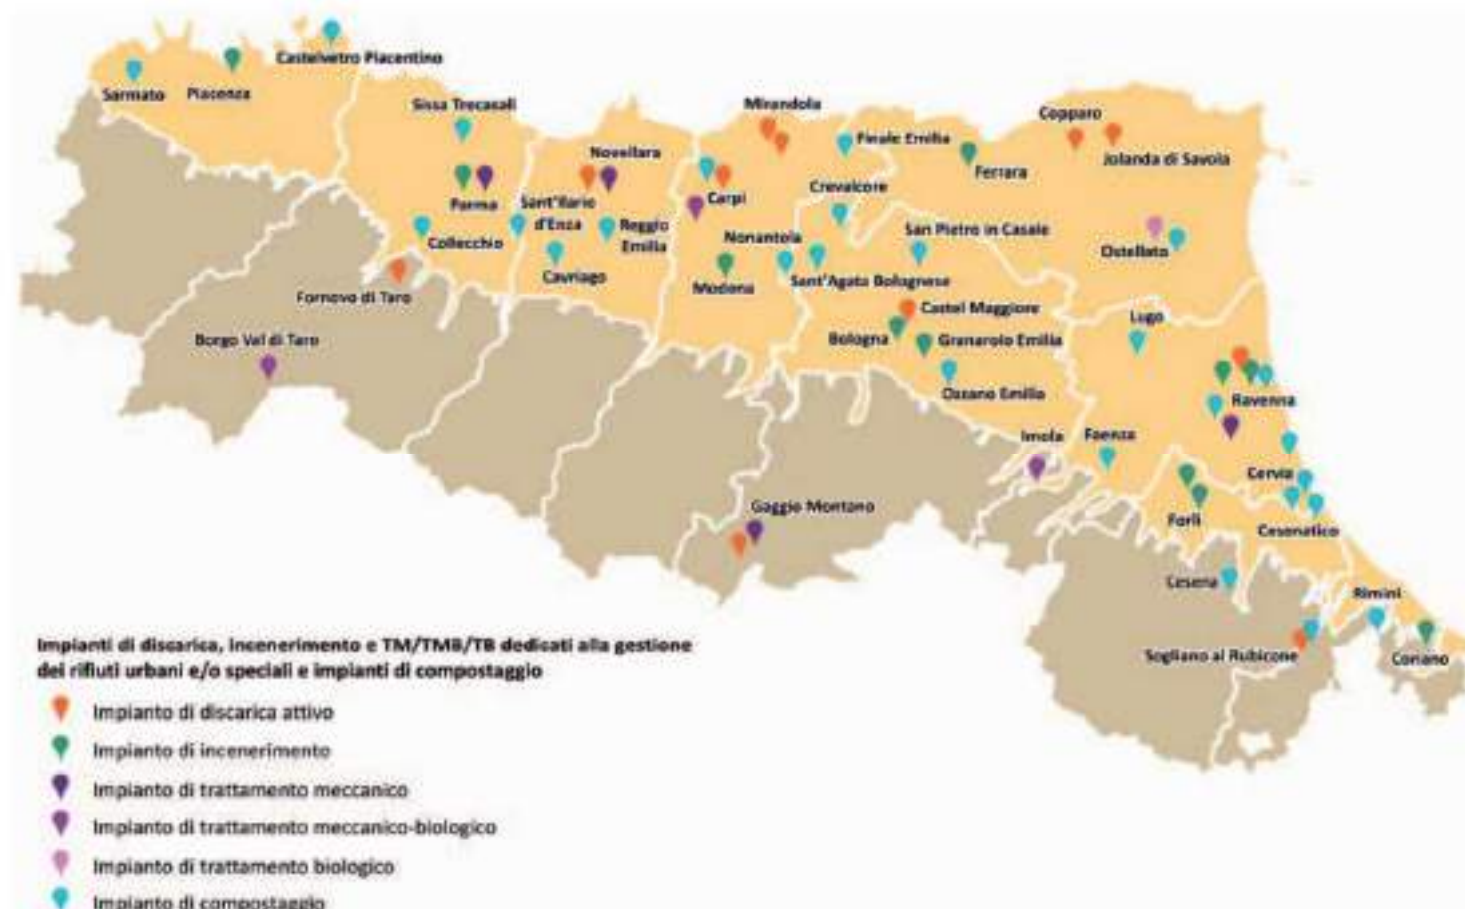 Castelvetro Piacentino
Sarmato
Piacenza
Sissa Trecasali
Mirandola
Copparo
Finale Emilia
Jolanda di Savoia
Novellara
Ferrara
Crevalcore
Parma
Sant'Ilario
d'Enza
Carpi
Reggio
Emilia
Collecchio
Nonantola
San Pietro in Casale
Ostellato
Cavriago
Modena
Sant'Agata Bolognese
Fornovo di Taro
Castel Maggiore
Lugo
Borgo Val di Taro
Bologna
Granarolo Emilia
Ozzano Emilia
Ravenna
Imola
Faenza
Cervia
Gaggio Montano
Forlì
Cesenatico
Cesena
Rimini
Sogliano al Rubicone
Coriano
Impianti di discarica, incenerimento e TM/TMB/TB dedicati alla gestione
dei rifiuti urbani e/o speciali e impianti di compostaggio
Impianto di discarica attivo
Impianto di incenerimento
Impianto di trattamento meccanico
Impianto di trattamento meccanico-biologico
Impianto di trattamento biologico
Impianto di compostaggio